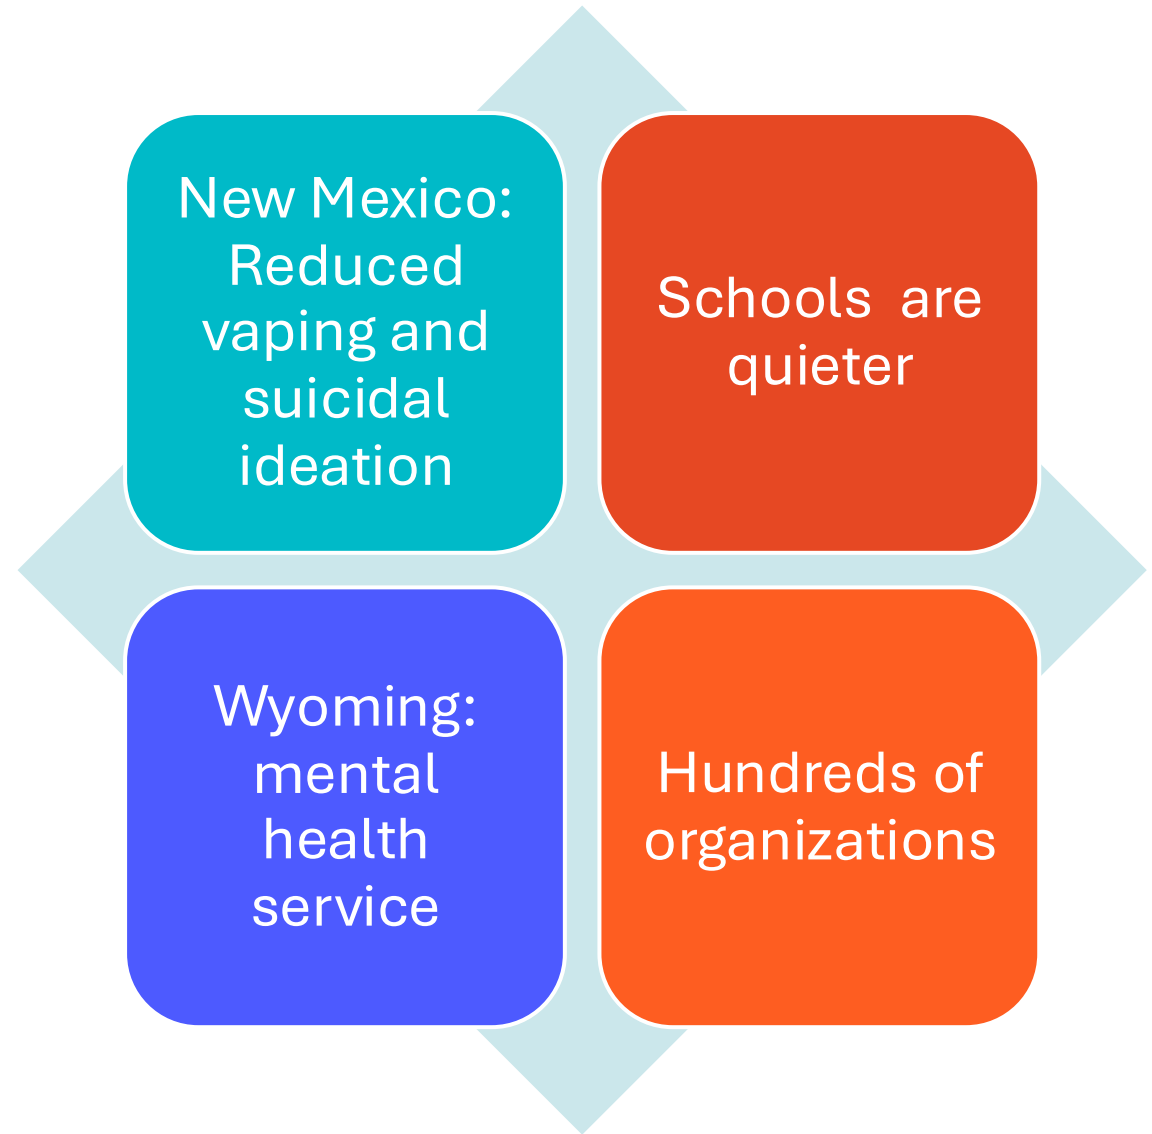 New Mexico:
Reduced
vaping and
suicidal
ideation
Schools  are
quieter
Wyoming:
mental
health
service
Hundreds of
organizations